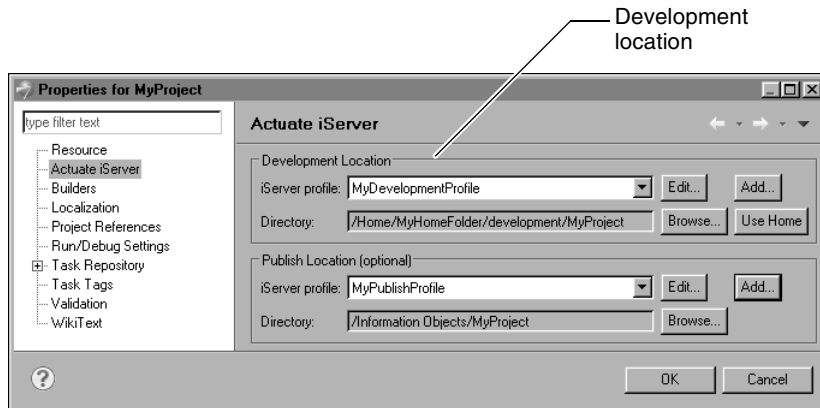 Development
location
Properties for MyProject
type filter text
Resource
Actuate iServer
Builders
Localization
Project References
Run/Debug Settings
Task Repository
Task Tags
Validation
WikiText
Actuate iServer
Development Location
iServer profile: MyDevelopmentProfile Edit... Add...
Directory: /Home/MyHomeFolder/development/MyProject Browse... Use Home
Publish Location (optional)
iServer profile: MyPublishProfile Edit... Add...
Directory: /Information Objects/MyProject Browse...
? OK Cancel